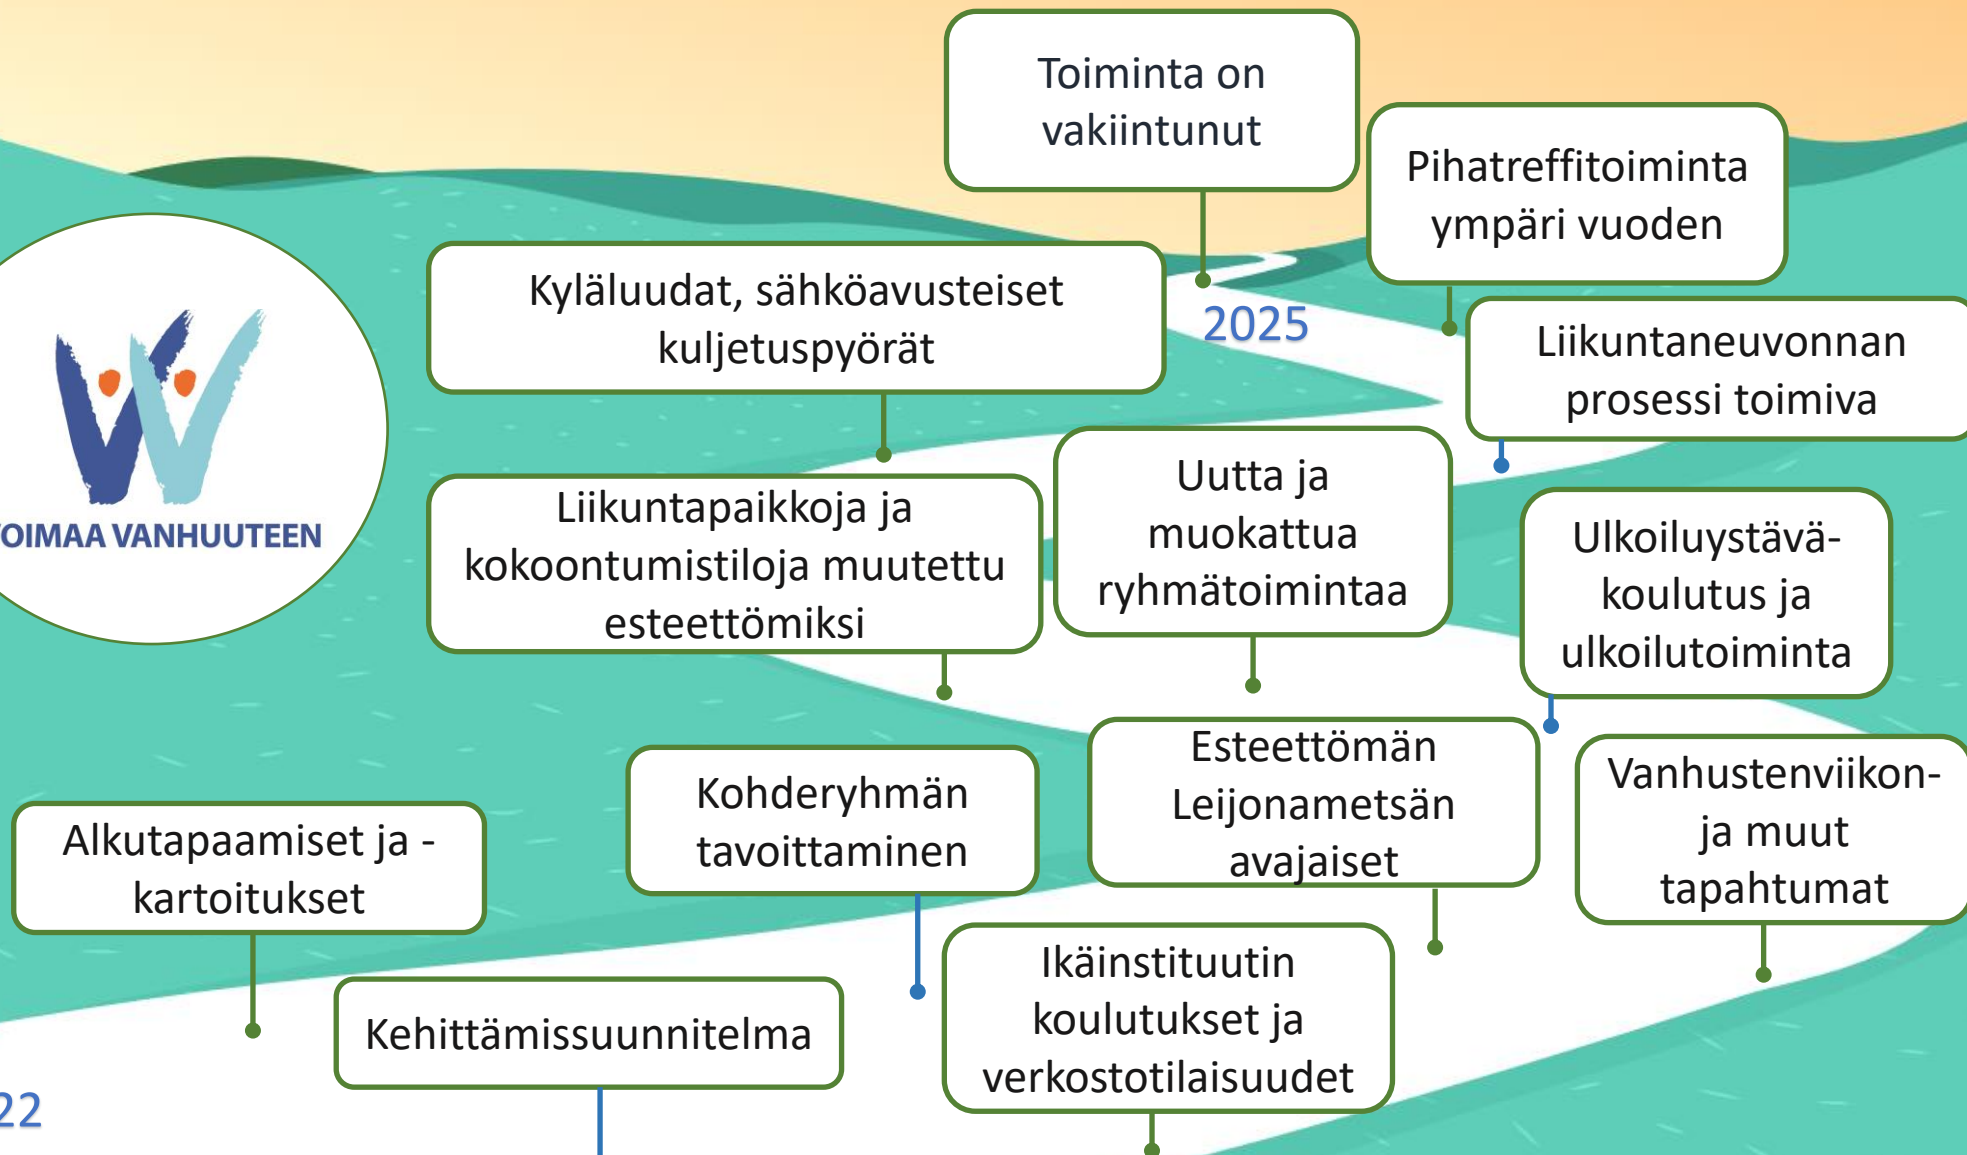 Toiminta on
vakiintunut
Pihatreffitoiminta
ympäri vuoden
Kyläluudat, sähköavusteiset
kuljetuspyörät
2025
Liikuntaneuvonnan
prosessi toimiva
OIMAA VANHUUTEEN
Liikuntapaikkoja ja
kokoontumistiloja muutettu
esteettömiksi
Uutta ja
muokattua
ryhmätoimintaa
Ulkoiluystävä-
koulutus ja
ulkoilutoiminta
Alkutapaamiset ja -
kartoitukset
Kohderyhmän
tavoittaminen
Esteettömän
Leijonametsän
avajaiset
Vanhustenviikon-
ja muut
tapahtumat
Kehittämissuunnitelma
Ikäinstituutin
koulutukset ja
verkostotilaisuudet
22